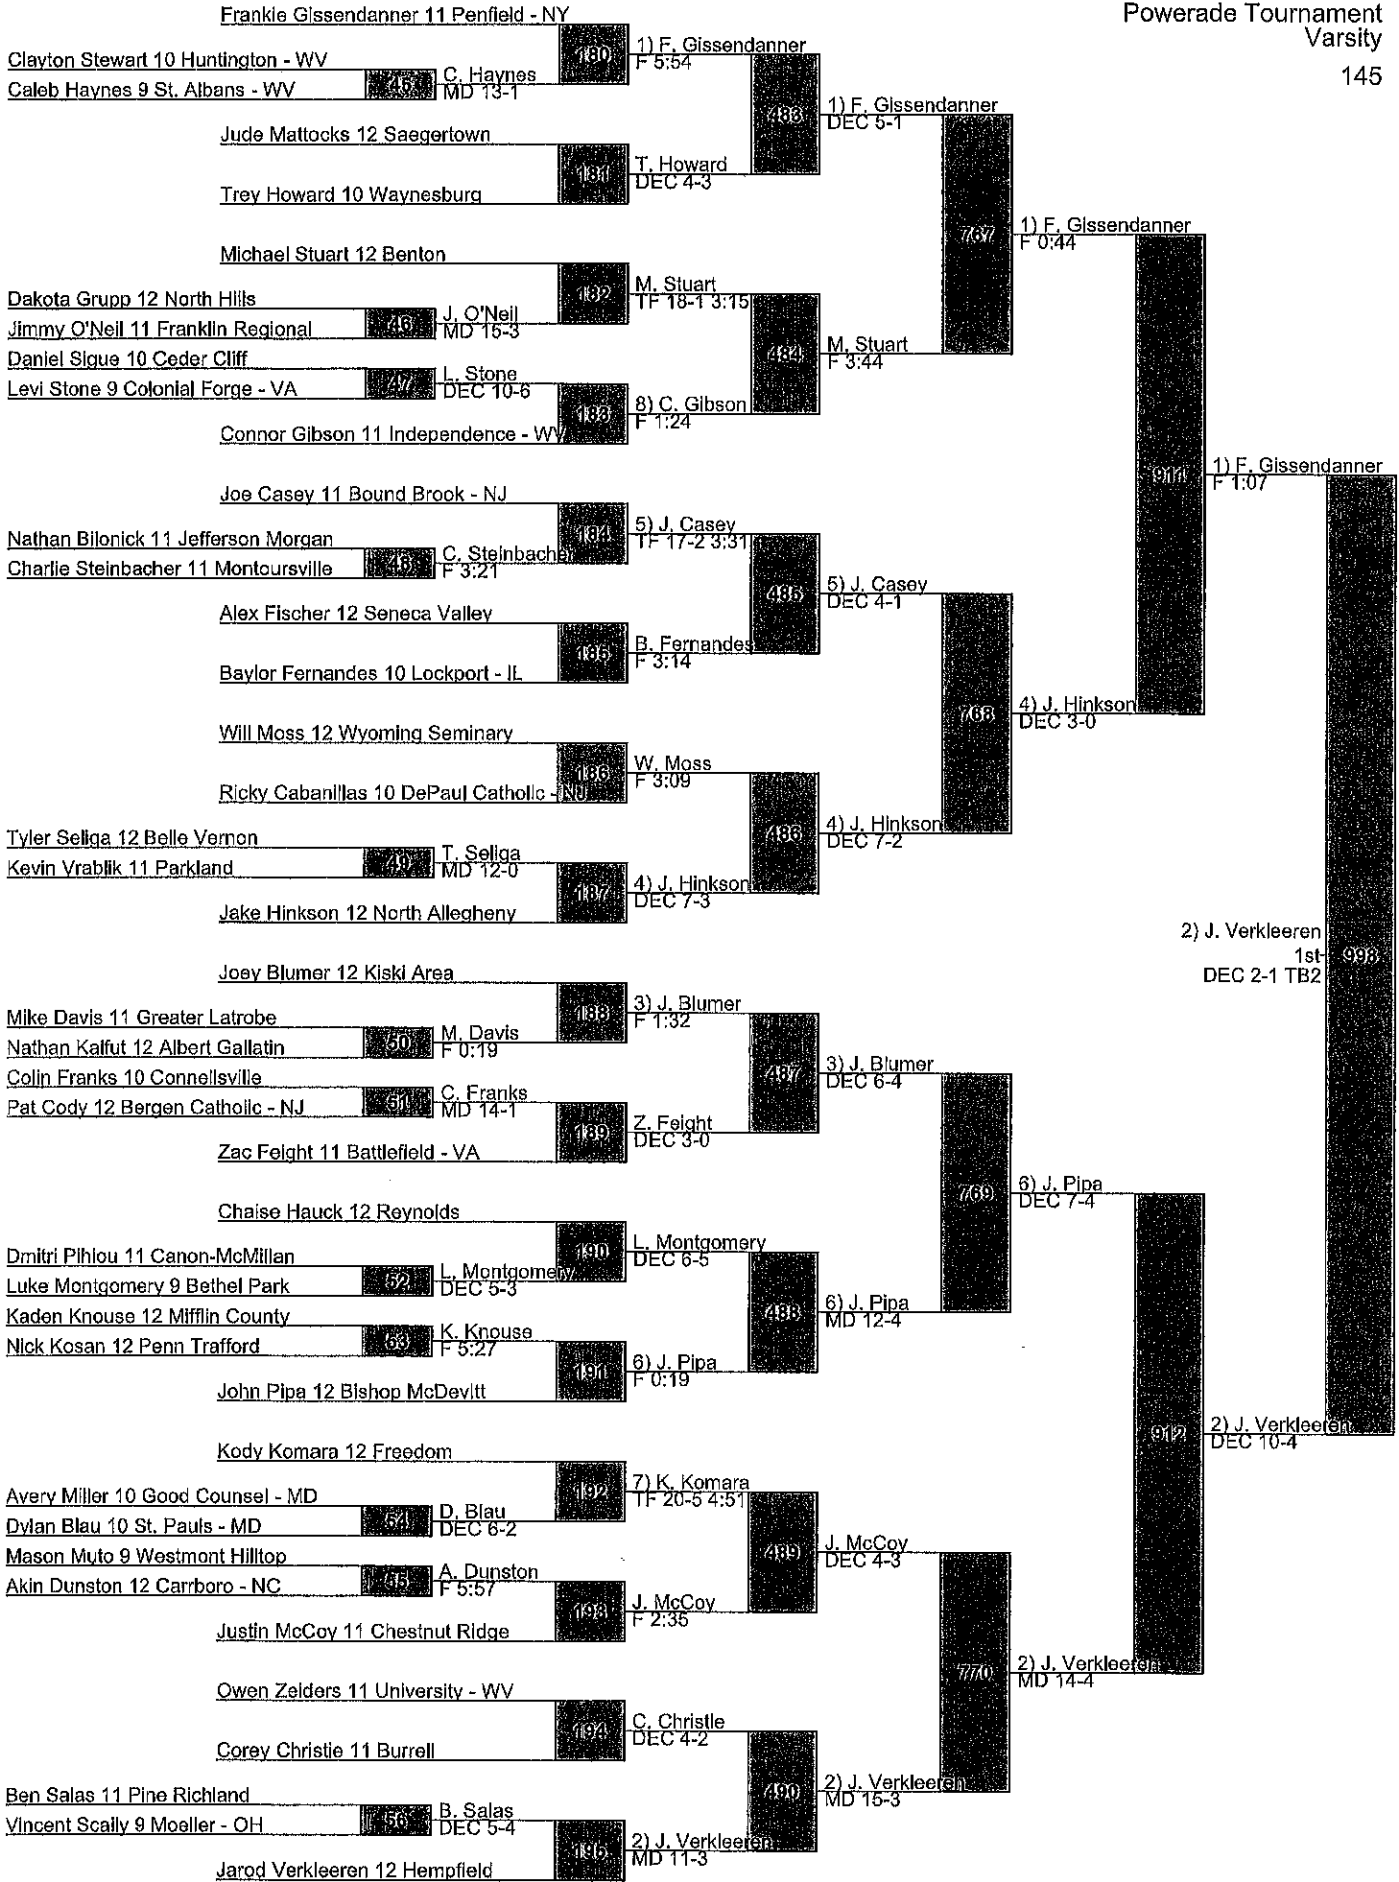 Powerade Tournament
Varsity
145
Frankie Gissendanner 11 Penfield - NY
180
1) F. Gissendanner
F 5:54
Clayton Stewart 10 Huntington - WV
Caleb Haynes 9 St. Albans - WV
45
C. Haynes
MD 13-1
483
1) F. Gissendanner
DEC 5-1
Jude Mattocks 12 Saegertown
181
T. Howard
DEC 4-3
Trey Howard 10 Waynesburg
767
1) F. Gissendanner
F 0:44
Michael Stuart 12 Benton
182
M. Stuart
TF 18-1 3:15
Dakota Grupp 12 North Hills
Jimmy O'Neil 11 Franklin Regional
46
J. O'Neil
MD 15-3
484
M. Stuart
F 3:44
Daniel Sigue 10 Ceder Cliff
Levi Stone 9 Colonial Forge - VA
47
L. Stone
DEC 10-6
183
8) C. Gibson
F 1:24
Connor Gibson 11 Independence - WV
911
1) F. Gissendanner
F 1:07
Joe Casey 11 Bound Brook - NJ
184
5) J. Casey
TF 17-2 3:31
Nathan Bilonick 11 Jefferson Morgan
Charlie Steinbacher 11 Montoursville
48
C. Steinbacher
F 3:21
485
5) J. Casey
DEC 4-1
Alex Fischer 12 Seneca Valley
185
B. Fernandes
F 3:14
Baylor Fernandes 10 Lockport - IL
768
4) J. Hinkson
DEC 3-0
Will Moss 12 Wyoming Seminary
186
W. Moss
F 3:09
Ricky Cabanillas 10 DePaul Catholic - NJ
486
4) J. Hinkson
DEC 7-2
Tyler Seliga 12 Belle Vernon
Kevin Vrablik 11 Parkland
49
T. Seliga
MD 12-0
187
4) J. Hinkson
DEC 7-3
Jake Hinkson 12 North Allegheny
2) J. Verkleeren
1st
DEC 2-1 TB2
998
Joey Blumer 12 Kiski Area
188
3) J. Blumer
F 1:32
Mike Davis 11 Greater Latrobe
Nathan Kalfut 12 Albert Gallatin
50
M. Davis
F 0:19
487
3) J. Blumer
DEC 6-4
Colin Franks 10 Connellsville
Pat Cody 12 Bergen Catholic - NJ
51
C. Franks
MD 14-1
189
Z. Feight
DEC 3-0
Zac Feight 11 Battlefield - VA
769
6) J. Pipa
DEC 7-4
Chaise Hauck 12 Reynolds
190
L. Montgomery
DEC 6-5
Dmitri Pihiou 11 Canon-McMillan
Luke Montgomery 9 Bethel Park
52
L. Montgomery
DEC 5-3
488
6) J. Pipa
MD 12-4
Kaden Knouse 12 Mifflin County
Nick Kosan 12 Penn Trafford
53
K. Knouse
F 5:27
191
6) J. Pipa
F 0:19
John Pipa 12 Bishop McDevitt
912
2) J. Verkleeren
DEC 10-4
Kody Komara 12 Freedom
192
7) K. Komara
TF 20-5 4:51
Avery Miller 10 Good Counsel - MD
Dylan Blau 10 St. Pauls - MD
54
D. Blau
DEC 6-2
489
J. McCoy
DEC 4-3
Mason Muto 9 Westmont Hilltop
Akin Dunston 12 Carrboro - NC
55
A. Dunston
F 5:57
193
J. McCoy
F 2:35
Justin McCoy 11 Chestnut Ridge
770
2) J. Verkleeren
MD 14-4
Owen Zeiders 11 University - WV
194
C. Christie
DEC 4-2
Corey Christie 11 Burrell
490
2) J. Verkleeren
MD 15-3
Ben Salas 11 Pine Richland
Vincent Scally 9 Moeller - OH
56
B. Salas
DEC 5-4
195
2) J. Verkleeren
MD 11-3
Jarod Verkleeren 12 Hempfield